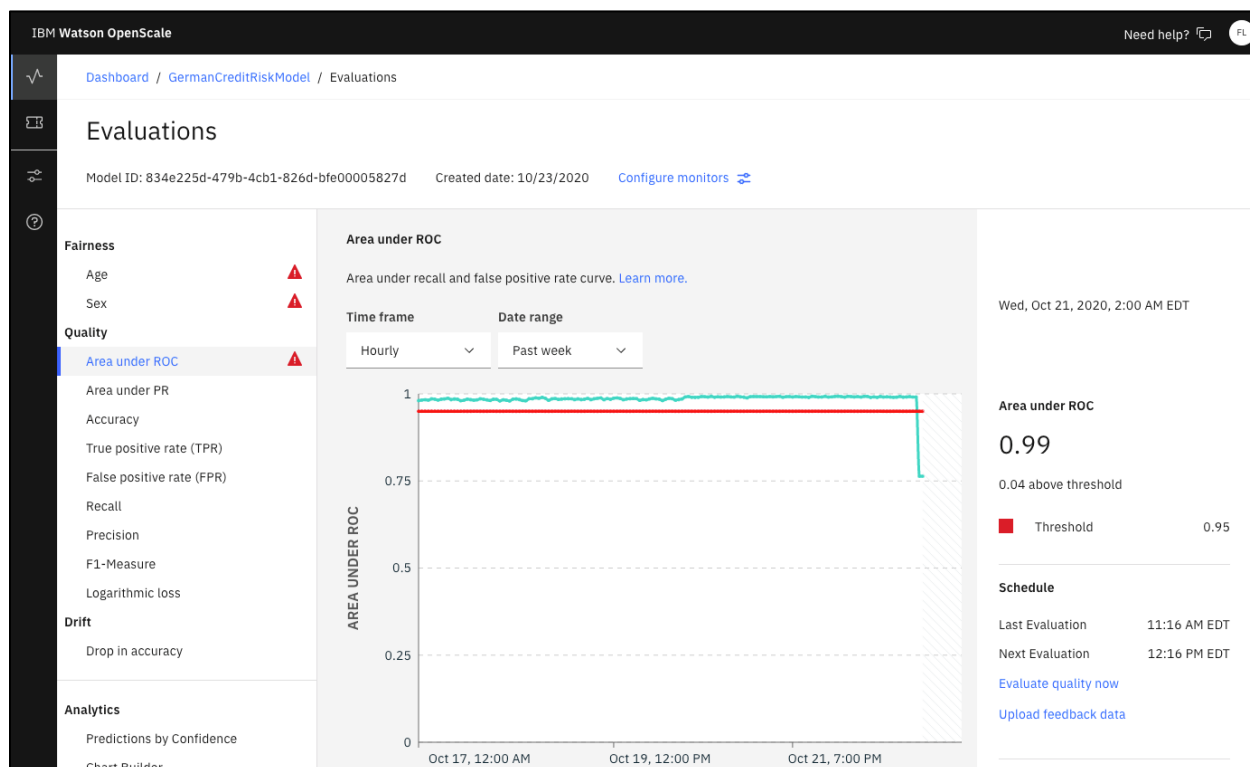 IBM Watson OpenScale
Need help?
FL
Dashboard / GermanCreditRiskModel / Evaluations
Evaluations
Model ID: 834e225d-479b-4cb1-826d-bfe00005827d Created date: 10/23/2020 Configure monitors
Fairness
Age
Sex
Quality
Area under ROC
Area under PR
Accuracy
True positive rate (TPR)
False positive rate (FPR)
Recall
Precision
F1-Measure
Logarithmic loss
Drift
Drop in accuracy
Analytics
Predictions by Confidence
Chart Builder
Area under ROC
Area under recall and false positive rate curve. Learn more.
Time frame Date range
Hourly Past week
AREA UNDER ROC
1
0.75
0.5
0.25
0
Oct 17, 12:00 AM Oct 19, 12:00 PM Oct 21, 7:00 PM
Wed, Oct 21, 2020, 2:00 AM EDT
Area under ROC
0.99
0.04 above threshold
Threshold 0.95
Schedule
Last Evaluation 11:16 AM EDT
Next Evaluation 12:16 PM EDT
Evaluate quality now
Upload feedback data